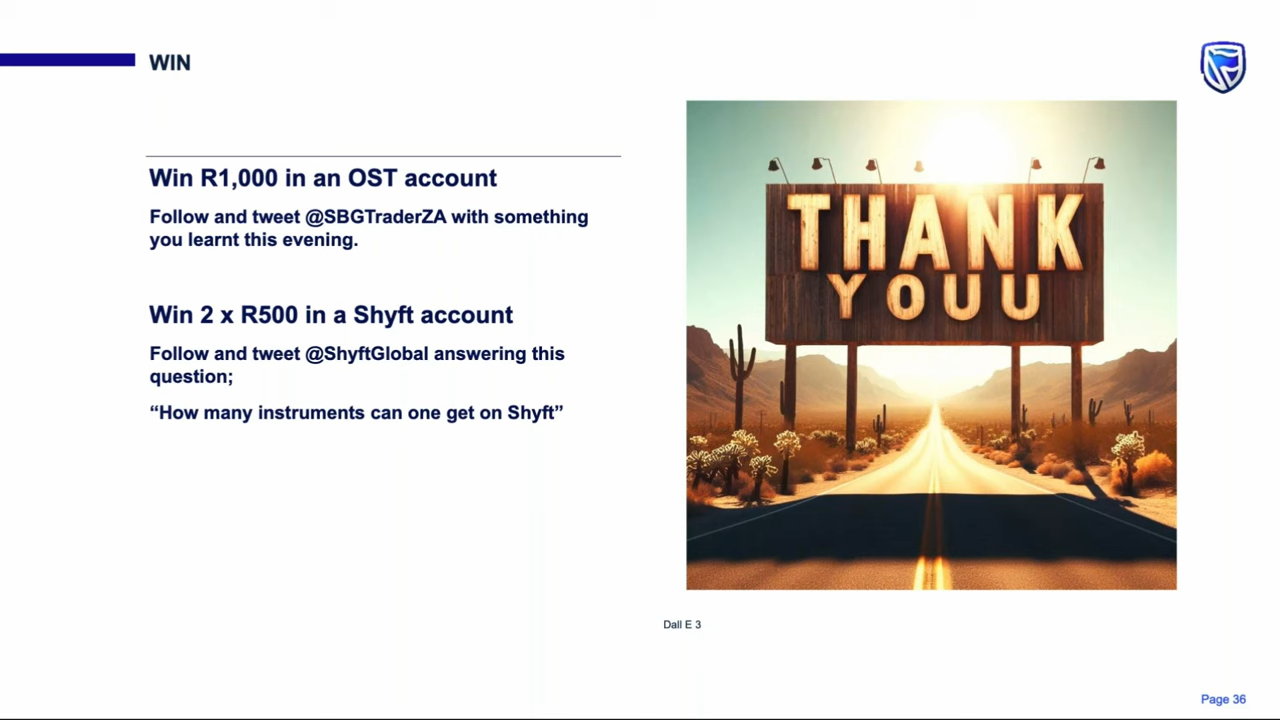 WIN
Win R1,000 in an OST account
Follow and tweet @SBGTraderZA with something
you learnt this evening.
Win 2 x R500 in a Shyft account
Follow and tweet @ShyftGlobal answering this
question;
“How many instruments can one get on Shyft”
THANK
YOUU
Dall E 3
Page 36